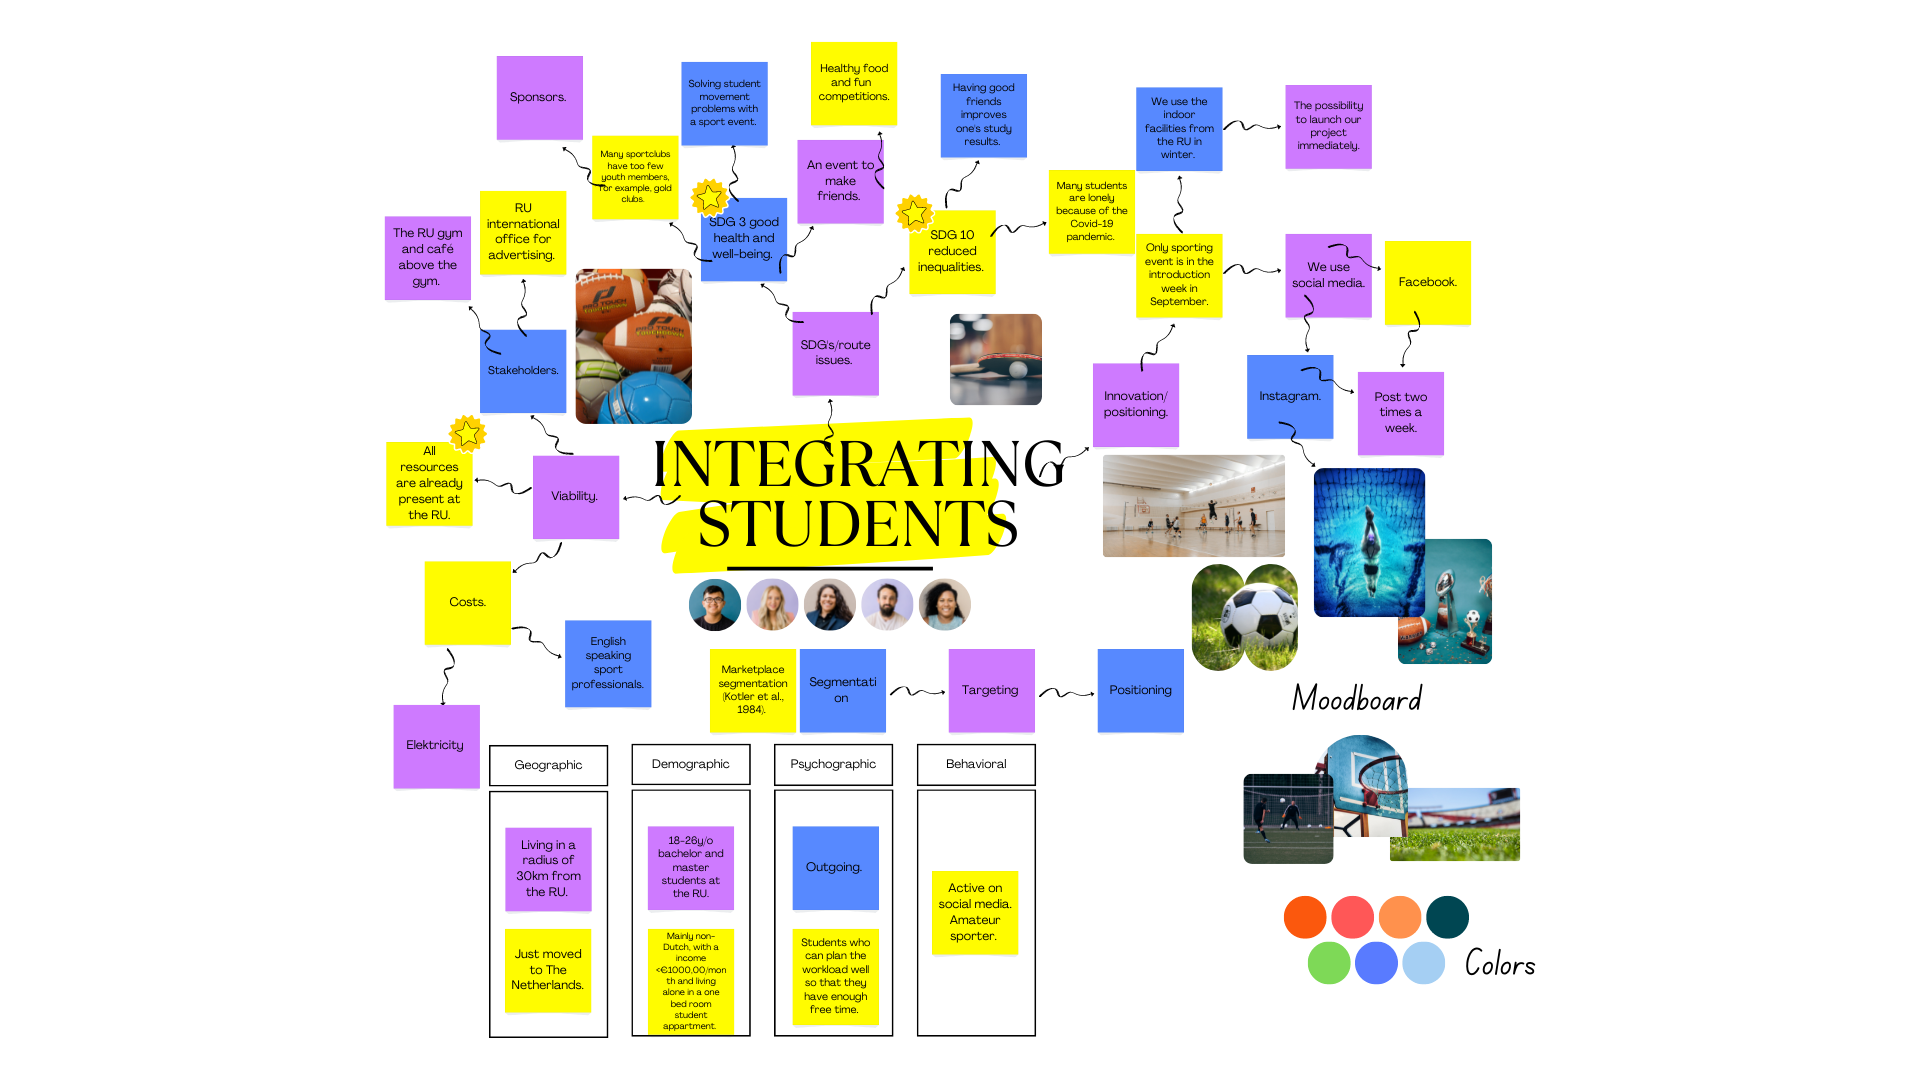 Sponsors.
Solving student
movement
problems with
a sport event.
Healthy food
and fun
competitions.
Having good
friends
improves
one's study
results.
We use the
indoor
facilities from
the RU in
winter.
The possibility
to launch our
project
immediately.
Many sportclubs
have too few
youth members,
for example, gold
clubs.
An event to
make
friends.
Many students
are lonely
because of the
Covid-19
pandemic.
RU
international
office for
advertising.
The RU gym
and café
above the
gym.
SDG 3 good
health and
well-being.
SDG 10
reduced
inequalities.
Only sporting
event is in the
introduction
week in
September.
We use
social media.
Facebook.
Stakeholders.
PRO TOUCH
PRO TOUCH
SDG's/route
issues.
Innovation/
positioning.
Instagram.
Post two
times a
week.
All
resources
are already
present at
the RU.
Viability.
INTEGRATING
STUDENTS
Costs.
English
speaking
sport
professionals.
Elektricity
Marketplace
segmentation
(Kotler et al.,
1984).
Segmentati
on
Targeting
Positioning
Moodboard
Geographic
Demographic
Psychographic
Behavioral
Living in a
radius of
30km from
the RU.
18-26y/o
bachelor and
master
students at
the RU.
Outgoing.
Active on
social media.
Amateur
sporter.
Just moved
to The
Netherlands.
Mainly non-
Dutch, with a
income
<€1000,00/mon
th and living
alone in a one
bed room
student
appartment.
Students who
can plan the
workload well
so that they
have enough
free time.
Colors